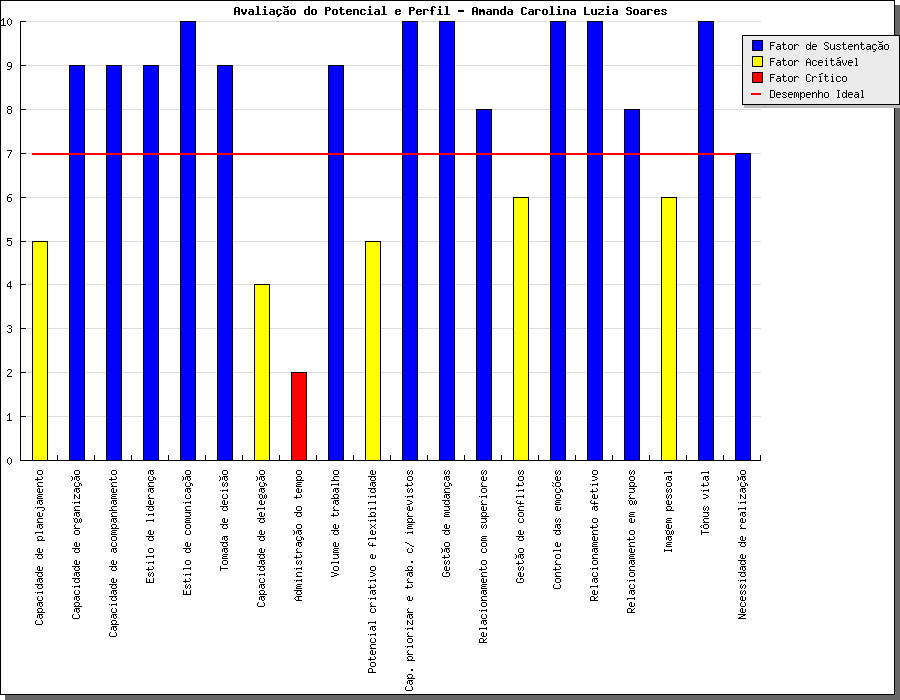 Avaliação do Potencial e Perfil - Amanda Carolina Luzia Soares
10
9
8
7
6
5
4
3
2
1
0
Fator de Sustentação
Fator Aceitável
Fator Crítico
Desempenho Ideal
Capacidade de planejamento
Capacidade de organização
Capacidade de acompanhamento
Estilo de liderança
Estilo de comunicação
Tomada de decisão
Capacidade de delegação
Administração do tempo
Volume de trabalho
Potencial criativo e flexibilidade
Cap. priorizar e trab. c/ imprevistos
Gestão de mudanças
Relacionamento com superiores
Gestão de conflitos
Controle das emoções
Relacionamento afetivo
Relacionamento em grupos
Imagem pessoal
Tônus vital
Necessidade de realização